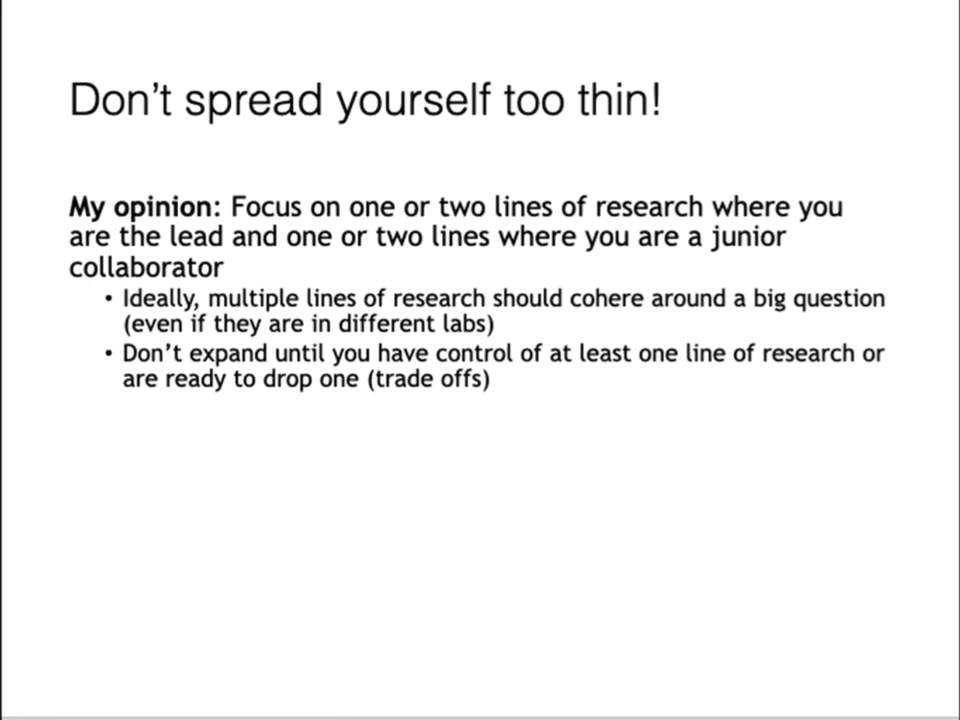 Don’t spread yourself too thin!
My opinion: Focus on one or two lines of research where you
are the lead and one or two lines where you are a junior
collaborator
• Ideally, multiple lines of research should cohere around a big question
(even if they are in different labs)
• Don’t expand until you have control of at least one line of research or
are ready to drop one (trade offs)